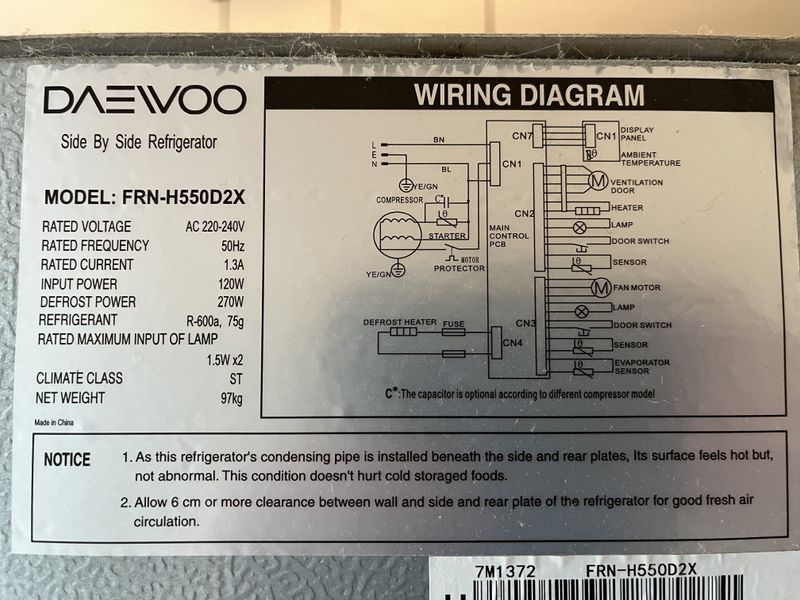 DAEWOO
Side By Side Refrigerator
MODEL: FRN-H550D2X
RATED VOLTAGE AC 220-240V
RATED FREQUENCY 50Hz
RATED CURRENT 1.3A
INPUT POWER 120W
DEFROST POWER 270W
REFRIGERANT R-600a, 75g
RATED MAXIMUM INPUT OF LAMP
1.5W x2
CLIMATE CLASS ST
NET WEIGHT 97kg
Made in China
WIRING DIAGRAM
L
E
N
BN
BL
YE/GN
COMPRESSOR
C*
θ
STARTER
MOTOR
PROTECTOR
YE/GN
DEFROST HEATER
FUSE
CN7
CN1
CN2
MAIN
CONTROL
PCB
CN3
CN4
CN1
DISPLAY
PANEL
θ
AMBIENT
TEMPERATURE
M
VENTILATION
DOOR
HEATER
LAMP
DOOR SWITCH
θ
SENSOR
M
FAN MOTOR
LAMP
DOOR SWITCH
θ
SENSOR
θ
EVAPORATOR
SENSOR
C*:The capacitor is optional according to different compressor model
NOTICE
1. As this refrigerator's condensing pipe is installed beneath the side and rear plates, Its surface feels hot but,
not abnormal. This condition doesn't hurt cold storaged foods.
2. Allow 6 cm or more clearance between wall and side and rear plate of the refrigerator for good fresh air
circulation.
7M1372 FRN-H550D2X